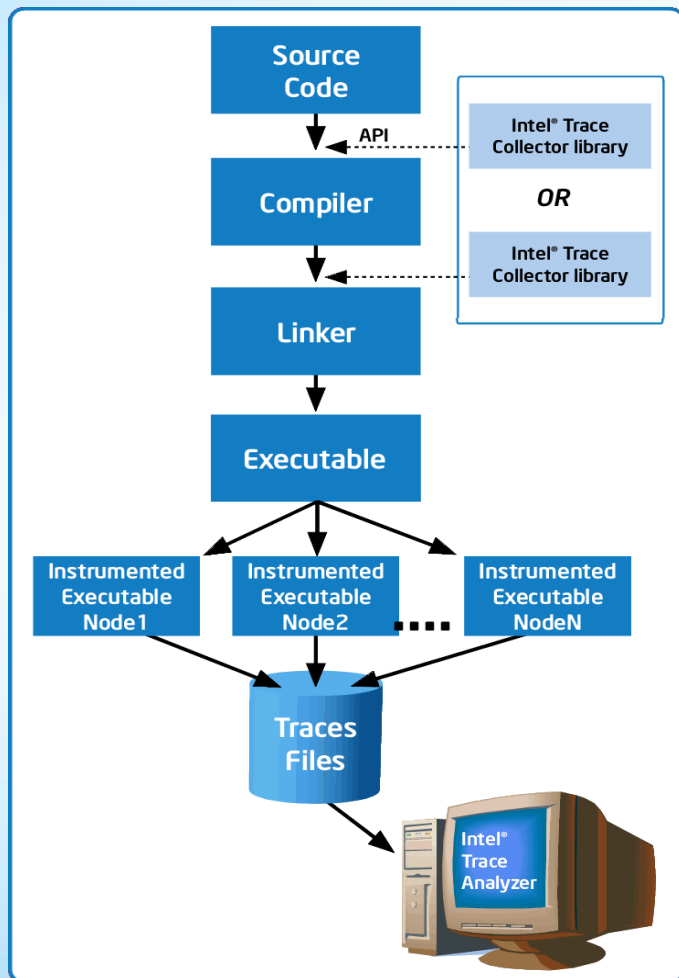 Source
Code
API
Intel® Trace
Collector library
OR
Compiler
Intel® Trace
Collector library
Linker
Executable
Instrumented
Executable
Node1
Instrumented
Executable
Node2
Instrumented
Executable
NodeN
Traces
Files
Intel®
Trace
Analyzer